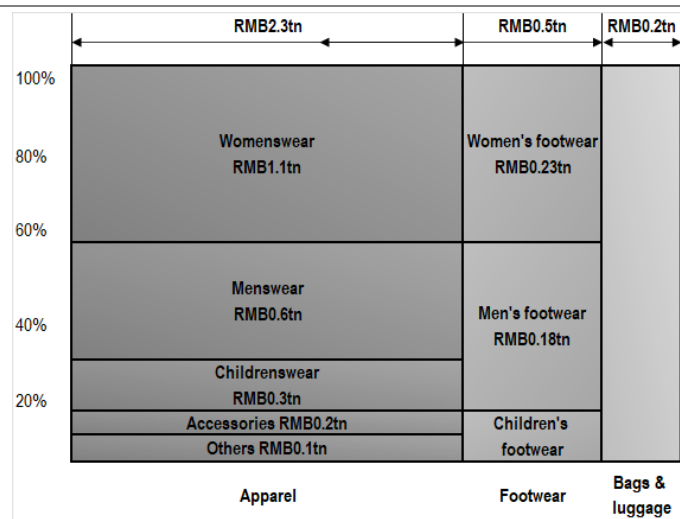 RMB2.3tn
RMB0.5tn
RMB0.2tn
100%
80%
60%
40%
20%
Womenswear
RMB1.1tn
Women's footwear
RMB0.23tn
Menswear
RMB0.6tn
Men's footwear
RMB0.18tn
Childrenswear
RMB0.3tn
Accessories RMB0.2tn
Others RMB0.1tn
Children's
footwear
Apparel
Footwear
Bags &
luggage